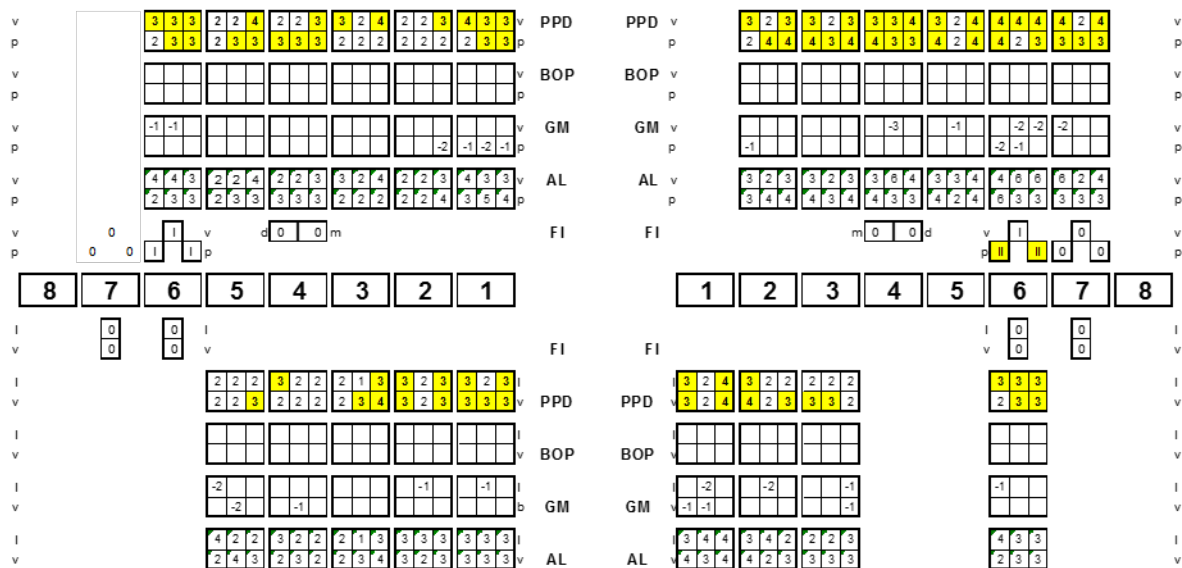 v 3 3 3 2 2 4 2 2 3 3 2 4 2 2 3 4 3 3 v PPD PPD v 3 2 3 3 4 3 3 3 4 3 2 4 4 4 4 4 2 4 v
p 2 3 3 2 3 3 3 3 3 2 2 2 2 2 2 2 3 3 p p 2 4 4 4 3 4 4 3 3 4 2 4 4 2 3 3 3 3 p
v v BOP BOP v v
p p p p
v -1 -1 v GM GM v -3 -1 -2 -2 -2 v
p -2 -1 -2 -1 p p -1 -2 -1 p
v 4 4 3 2 2 4 2 2 3 3 2 4 2 2 3 4 3 3 v AL AL v 3 2 3 3 4 3 3 6 4 3 3 4 4 6 6 6 2 4 v
p 2 3 3 2 3 3 3 3 3 2 2 2 2 2 4 3 5 4 p p 3 4 4 4 3 4 4 3 3 4 2 4 6 3 3 3 3 3 p
v 0 I v d 0 0 m FI FI m 0 0 d v I 0 v
p 0 0 I I p p II II 0 0 p
8 7 6 5 4 3 2 1 1 2 3 4 5 6 7 8
l 0 0 l l 0 0 l
v 0 0 v FI FI v 0 0 v
l 2 2 2 3 2 2 2 1 3 3 2 3 3 2 3 l l 3 2 4 3 2 2 2 2 2 3 3 3 l
v 2 2 3 2 2 2 2 3 4 3 2 3 3 3 3 v PPD PPD v 3 2 4 4 2 3 3 3 2 2 3 3 v
l l l l
v v BOP BOP v v
l -2 -1 -1 l l -2 -2 -1 -1 l
v -2 -1 b GM GM v -1 -1 -1 v
l 4 2 2 3 2 2 2 1 3 3 3 3 3 3 3 l l 3 4 4 3 4 2 2 2 3 4 3 3 l
v 2 4 3 2 3 2 2 3 4 3 2 3 3 3 3 v AL AL v 4 3 4 4 2 3 3 3 3 2 3 3 v